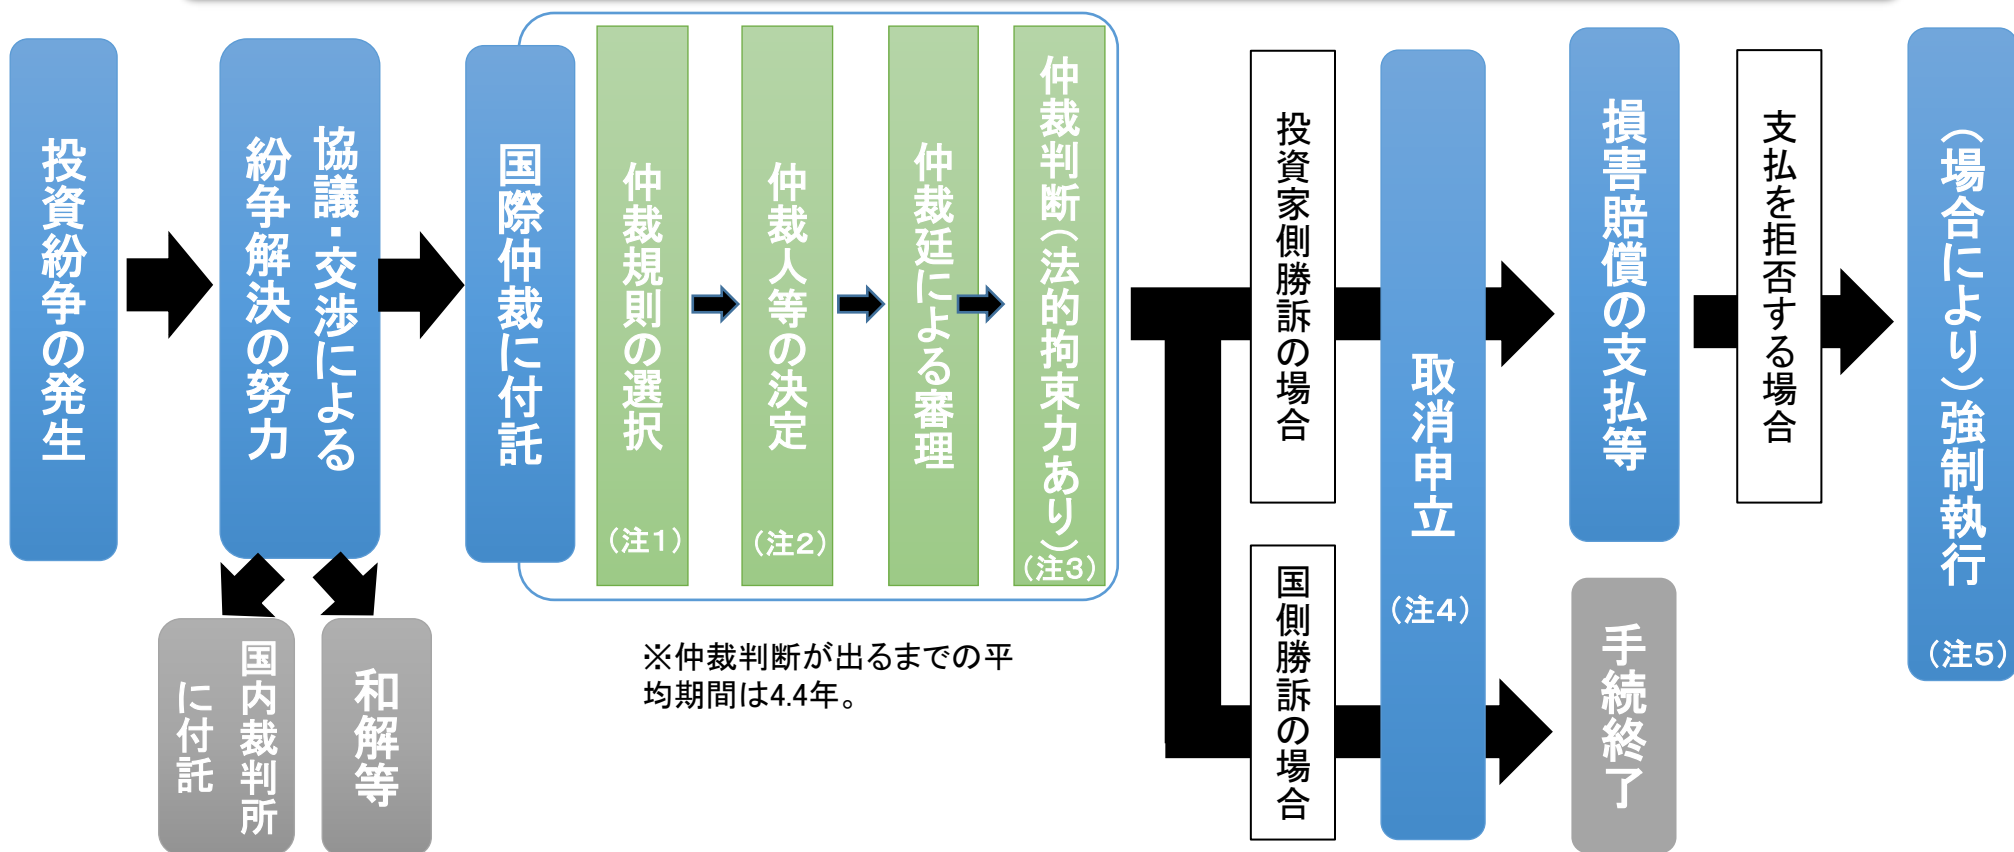 投資紛争の発生
協議・交渉による
紛争解決の努力
国内裁判所
に付託
和解等
国際仲裁に付託
仲裁規則の選択
（注1）
仲裁人等の決定
（注2）
仲裁廷による審理
仲裁判断（法的拘束力あり）
（注3）
※仲裁判断が出るまでの平
均期間は4.4年。
投資家側勝訴の場合
国側勝訴の場合
取消申立
（注4）
損害賠償の支払等
手続終了
支払を拒否する場合
（場合により）強制執行
（注5）